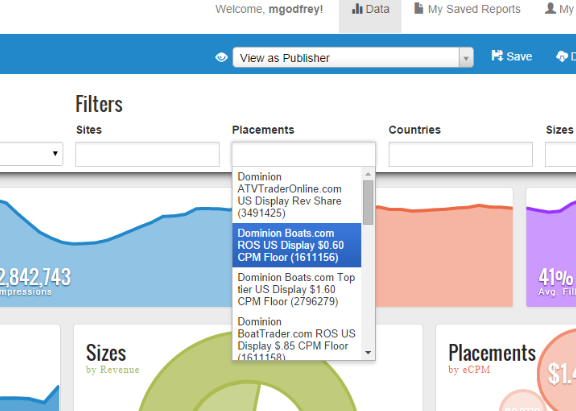 Welcome, mgodfrey!
Data
My Saved Reports
My
View as Publisher
Save
Filters
Sites
Placements
Countries
Sizes
Dominion
ATVTraderOnline.com
US Display Rev Share
(3491425)
Dominion Boats.com
ROS US Display $0.60
CPM Floor (1611156)
Dominion Boats.com Top
tier US Display $1.60
CPM Floor (2796279)
Dominion
BoatTrader.com ROS US
Display $.85 CPM Floor
(1611158)
2,842,743
mpressions
41%
Avg. Fill
Sizes
by Revenue
Placements
by eCPM
$1.4